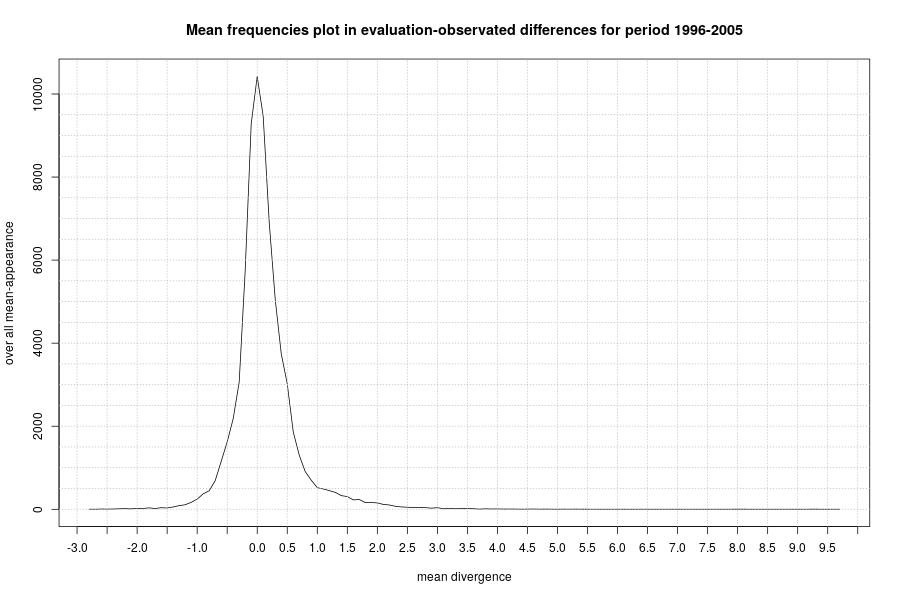 Mean frequencies plot in evaluation-observated differences for period 1996-2005
over all mean-appearance
10000
8000
6000
4000
2000
0
-3.0 -2.0 -1.0 0.0 0.5 1.0 1.5 2.0 2.5 3.0 3.5 4.0 4.5 5.0 5.5 6.0 6.5 7.0 7.5 8.0 8.5 9.0 9.5
mean divergence